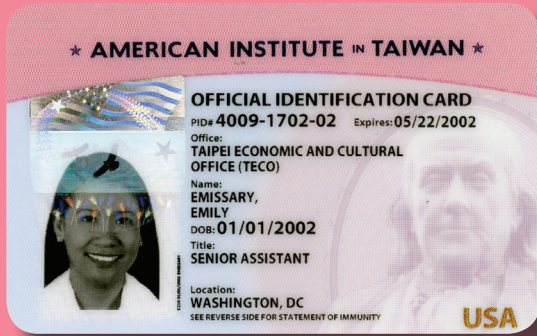 ★ AMERICAN INSTITUTE IN TAIWAN ★
OFFICIAL IDENTIFICATION CARD
PID# 4009-1702-02 Expires: 05/22/2002
Office:
TAIPEI ECONOMIC AND CULTURAL
OFFICE (TECO)
Name:
EMISSARY,
EMILY
DOB: 01/01/2002
Title:
SENIOR ASSISTANT
Location:
WASHINGTON, DC
SEE REVERSE SIDE FOR STATEMENT OF IMMUNITY
USA